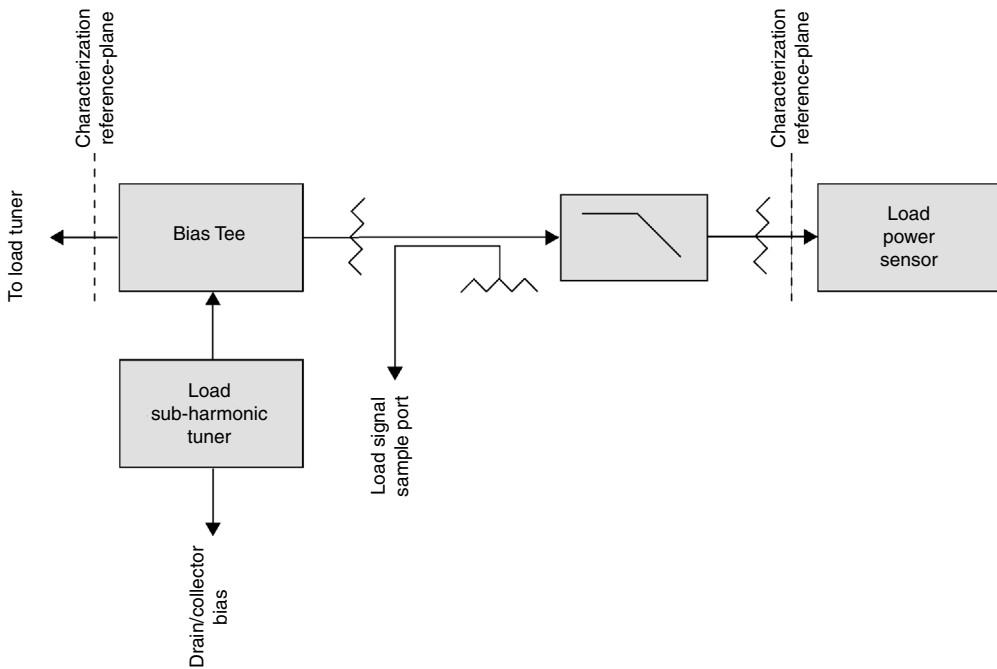 Characterization
reference-plane
Characterization
reference-plane
To load tuner
Bias Tee
Load
power
sensor
Load
sub-harmonic
tuner
Load signal
sample port
Drain/collector
bias